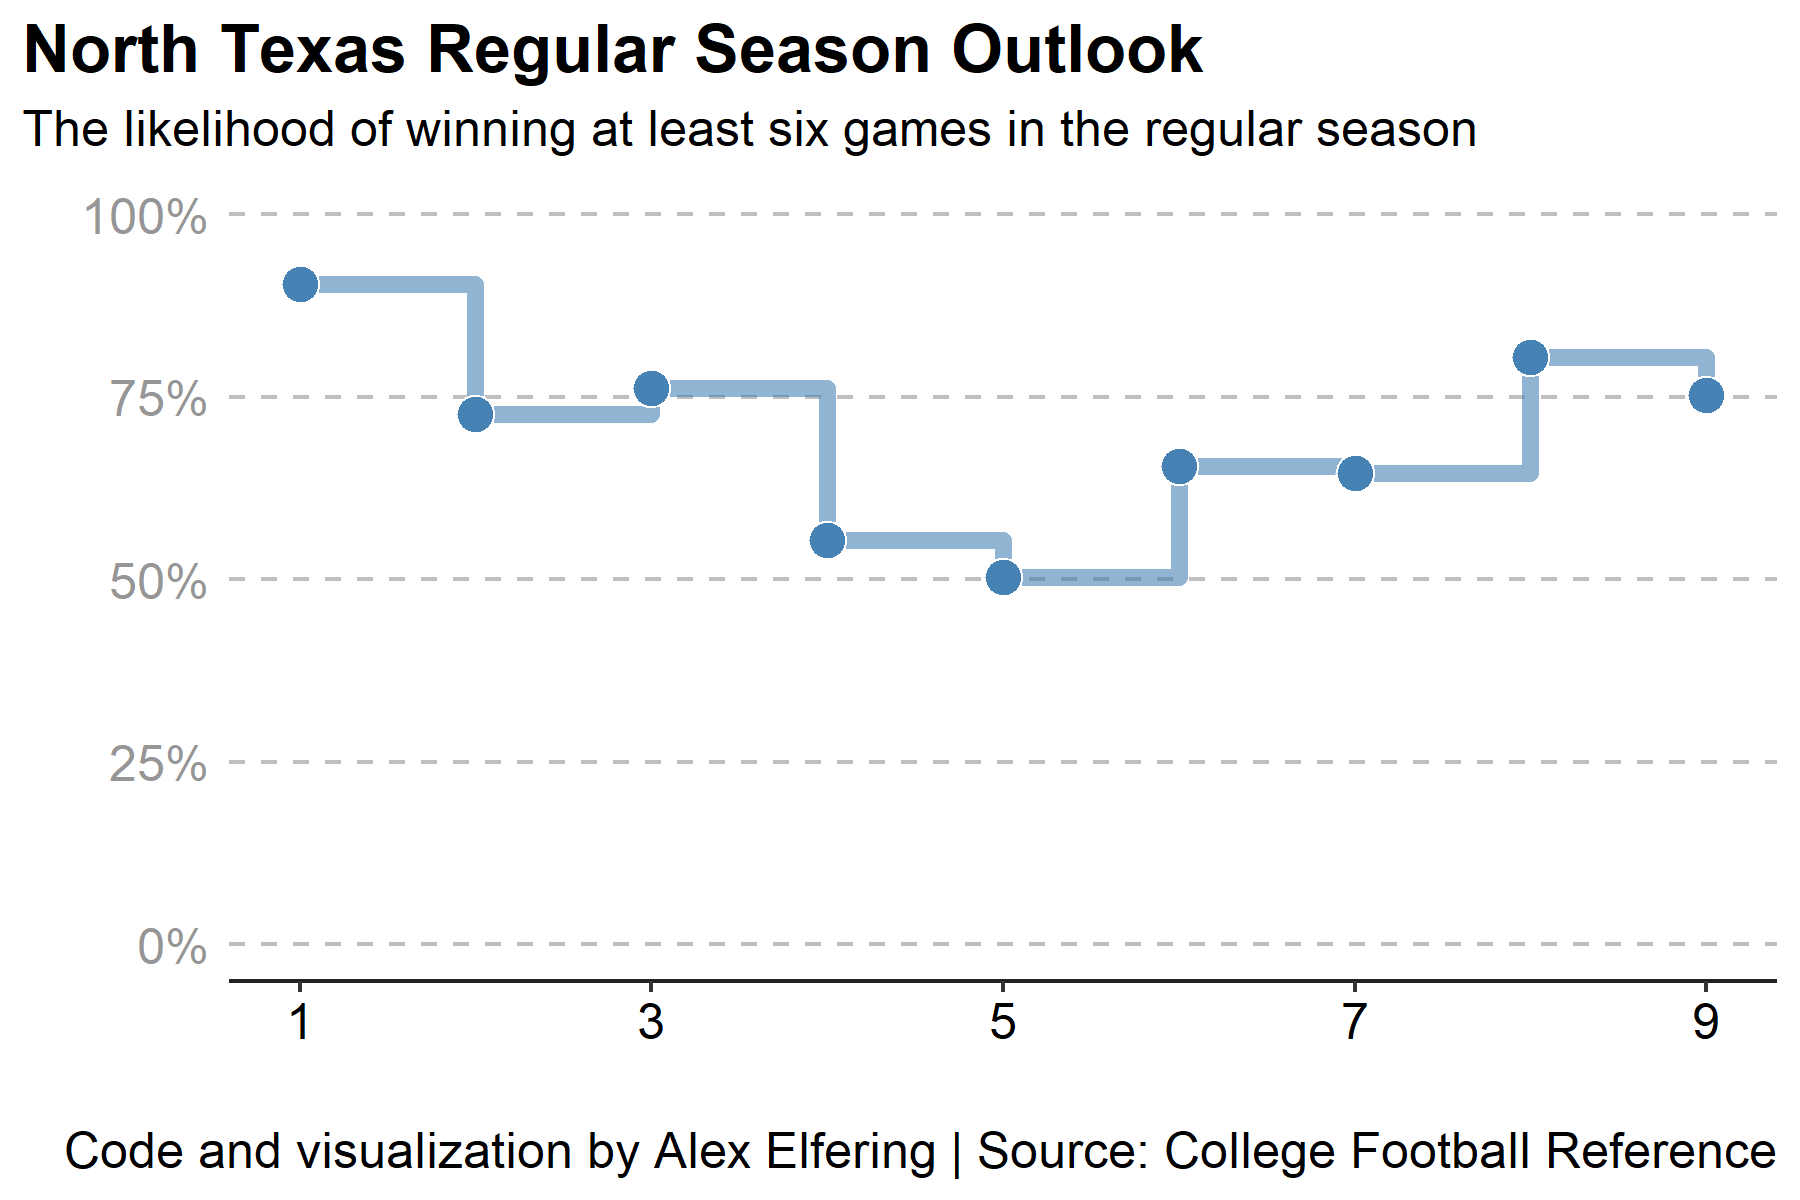 North Texas Regular Season Outlook
The likelihood of winning at least six games in the regular season
100%
75%
50%
25%
0%
1 3 5 7 9
Code and visualization by Alex Elfering | Source: College Football Reference